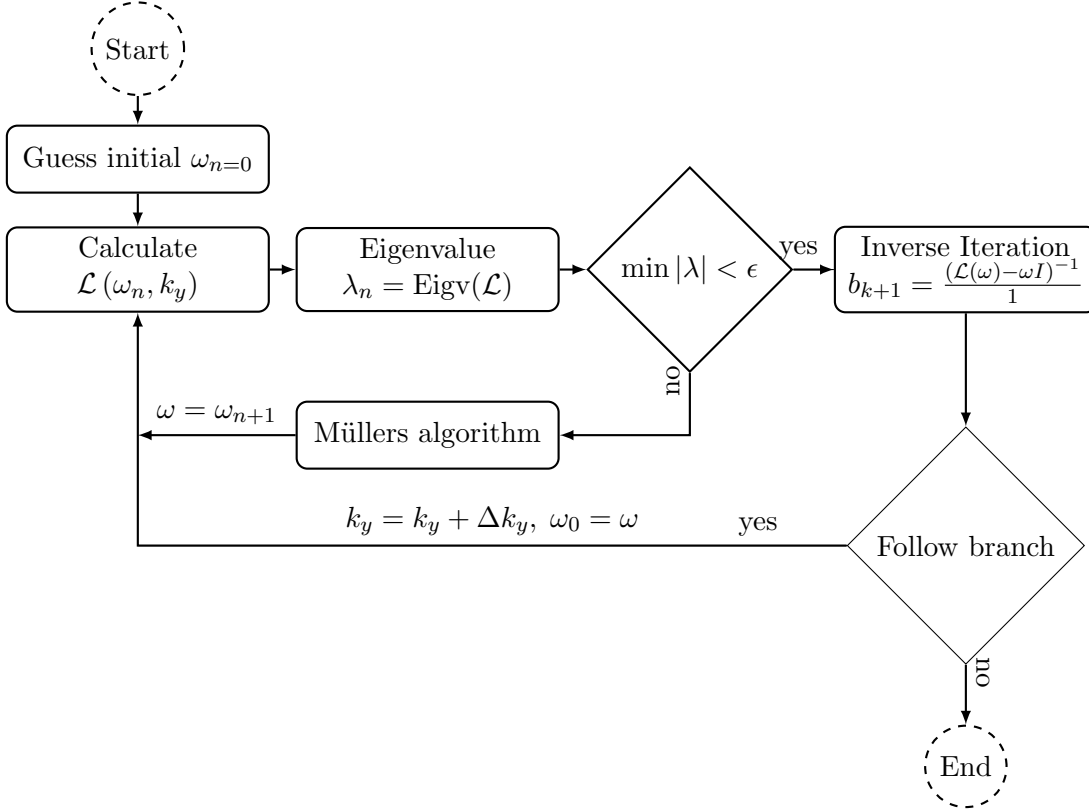 Start
Guess initial ω_{n=0}
Calculate
ℒ (ω_n, k_y)
Eigenvalue
λ_n = Eigv(ℒ)
min |λ| < ϵ
yes
Inverse Iteration
b_{k+1} = \frac{(ℒ(ω)−ωI)^{−1}}{1}
no
Müllers algorithm
ω = ω_{n+1}
k_y = k_y + Δk_y, ω_0 = ω
yes
Follow branch
no
End